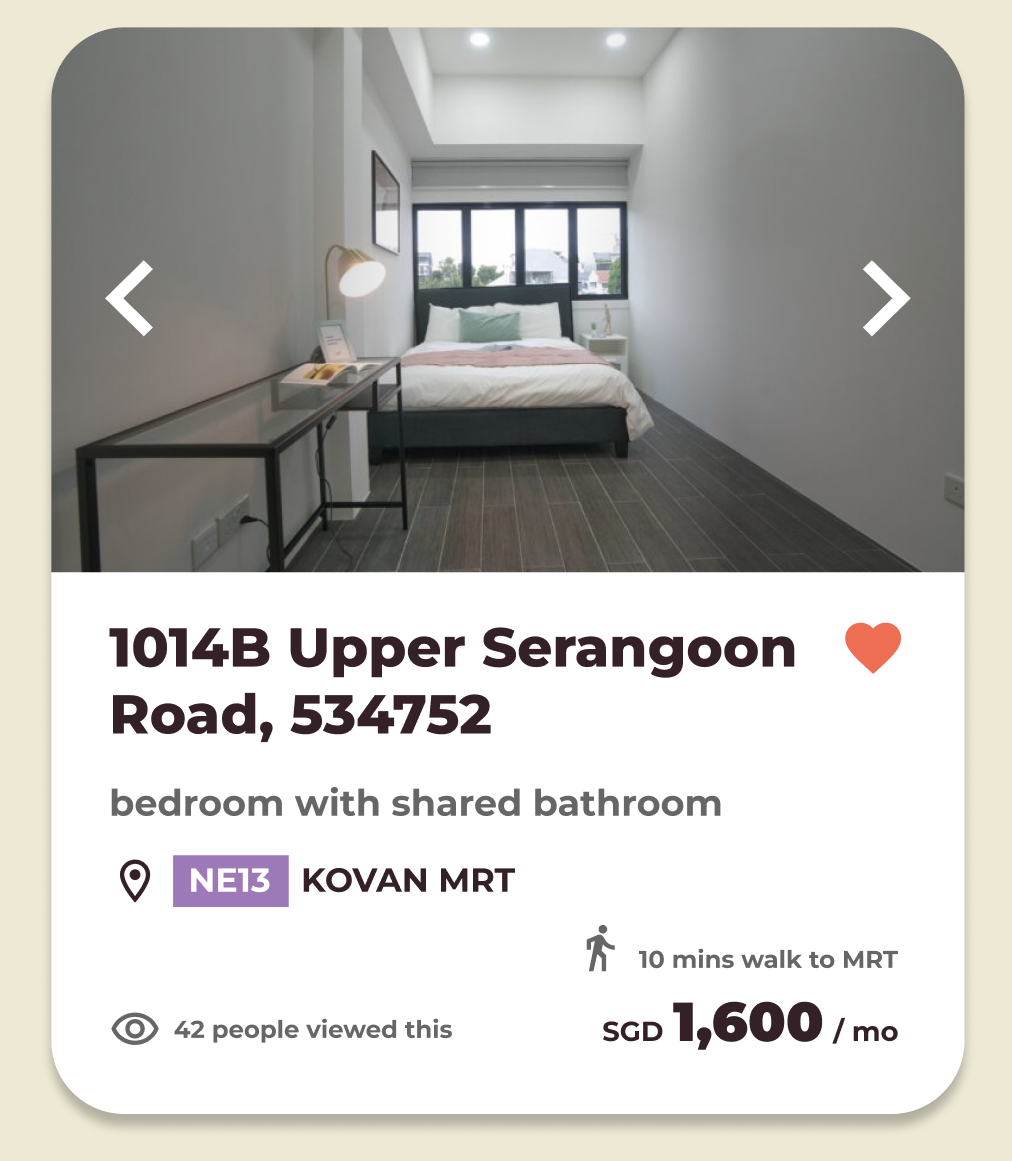 1014B Upper Serangoon
Road, 534752
bedroom with shared bathroom
NE13 KOVAN MRT
10 mins walk to MRT
42 people viewed this
SGD 1,600 / mo